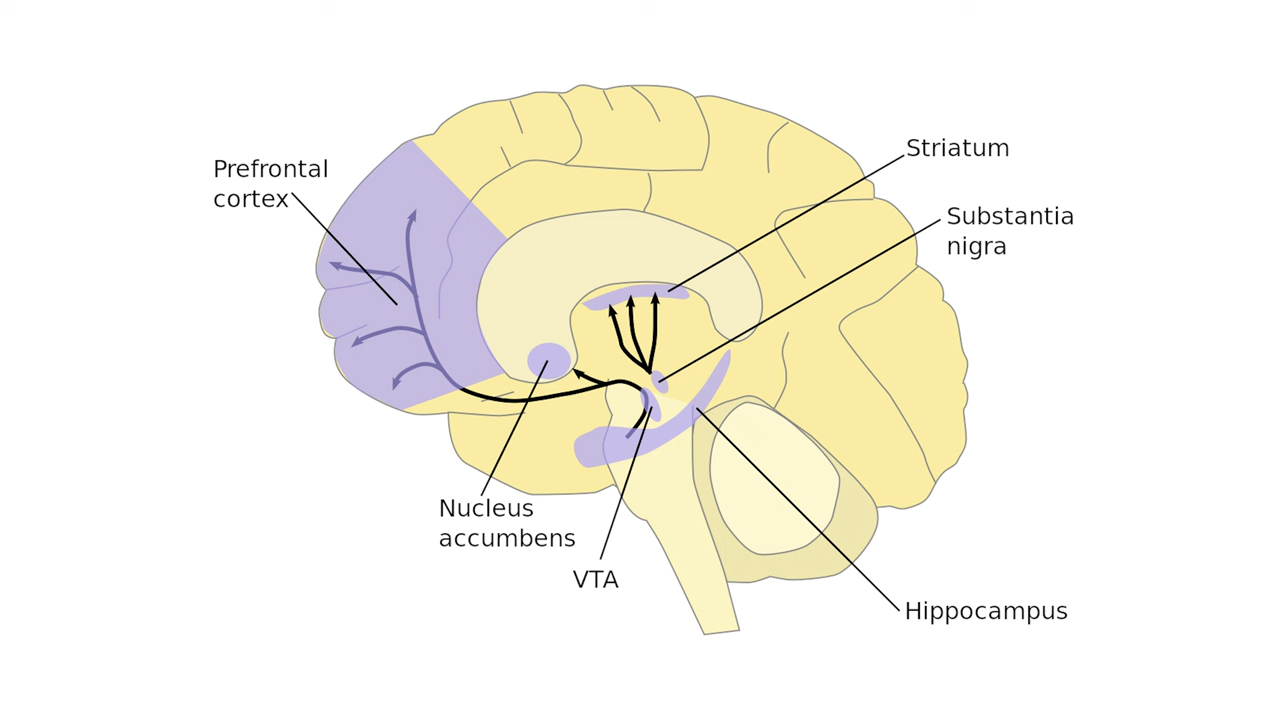 Prefrontal
cortex
Striatum
Substantia
nigra
Nucleus
accumbens
VTA
Hippocampus